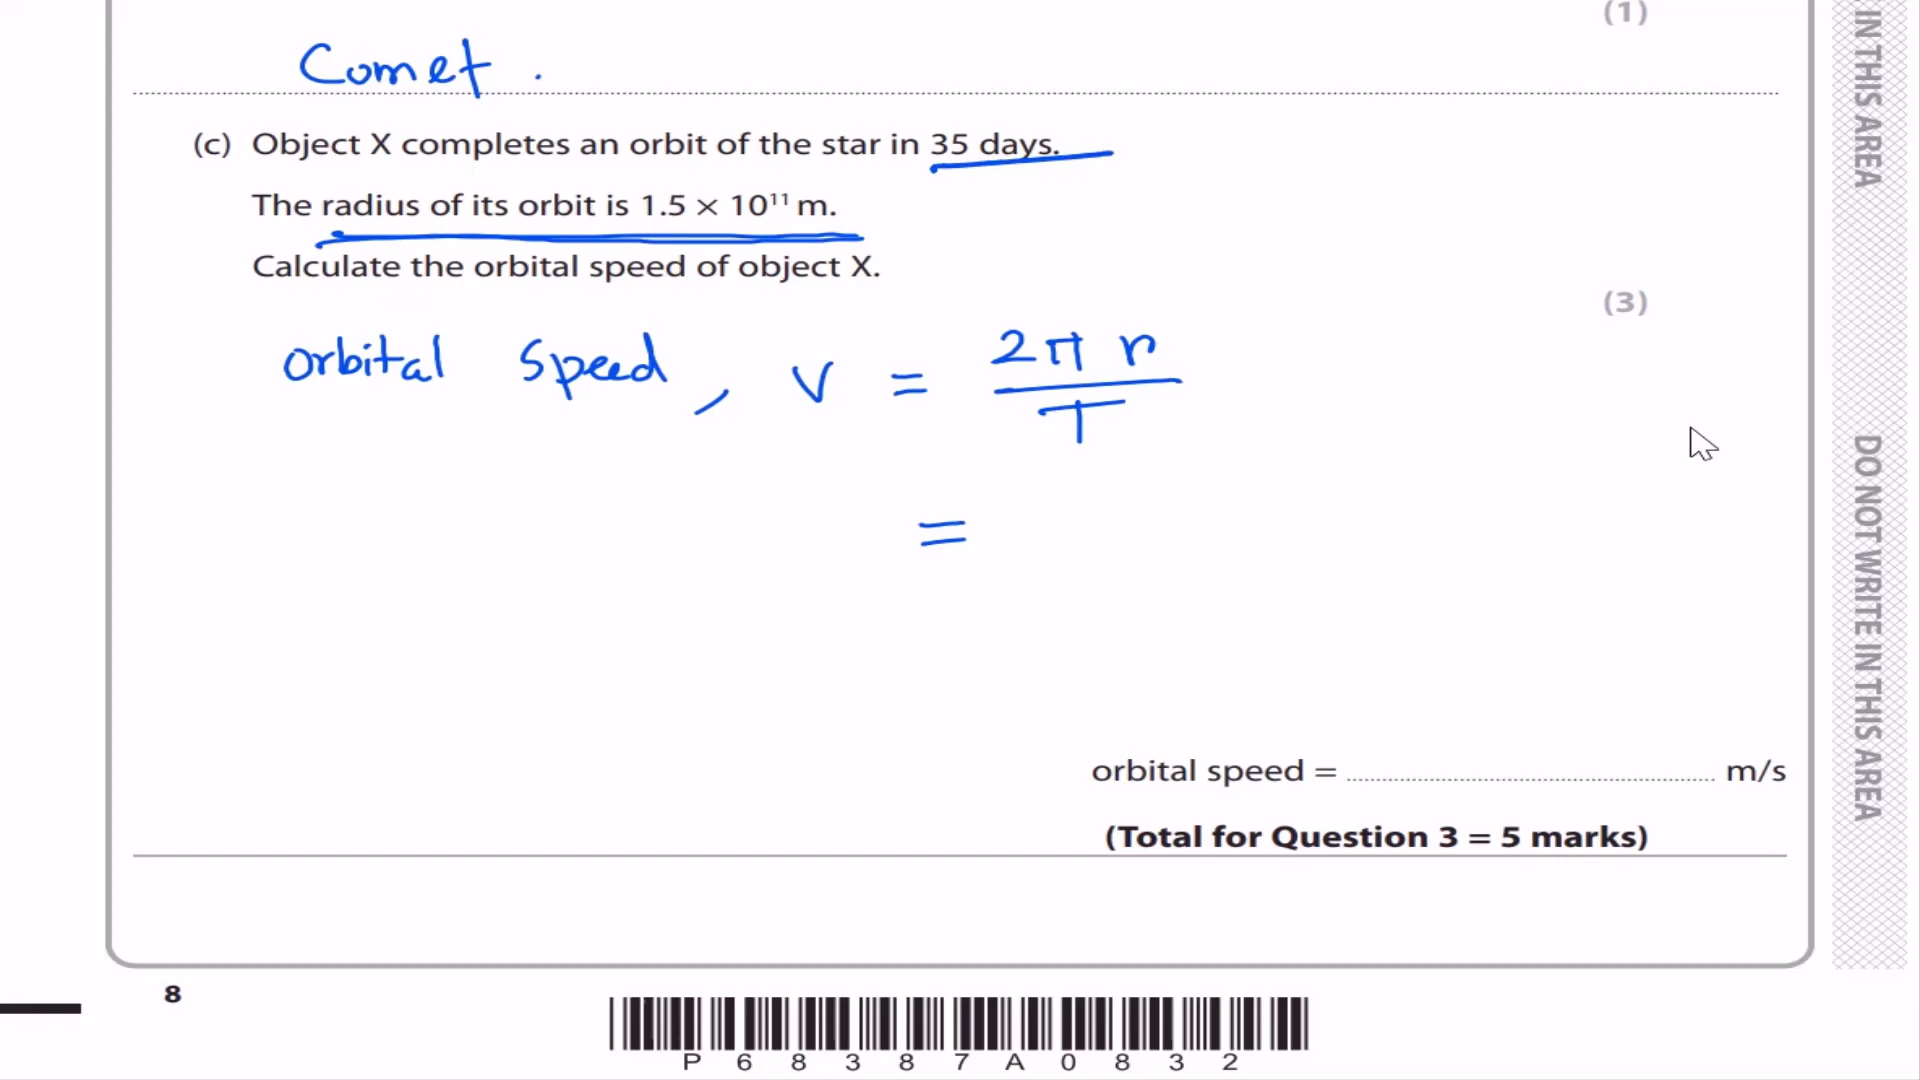 (1)
Comet.
(c) Object X completes an orbit of the star in 35 days.
The radius of its orbit is 1.5 × 10¹¹ m.
Calculate the orbital speed of object X.
(3)
orbital speed, v = 2π r / T
=
orbital speed = ........................ m/s
(Total for Question 3 = 5 marks)
8
P 6 8 3 8 7 A 0 8 3 2
IN THIS AREA
DO NOT WRITE IN THIS AREA